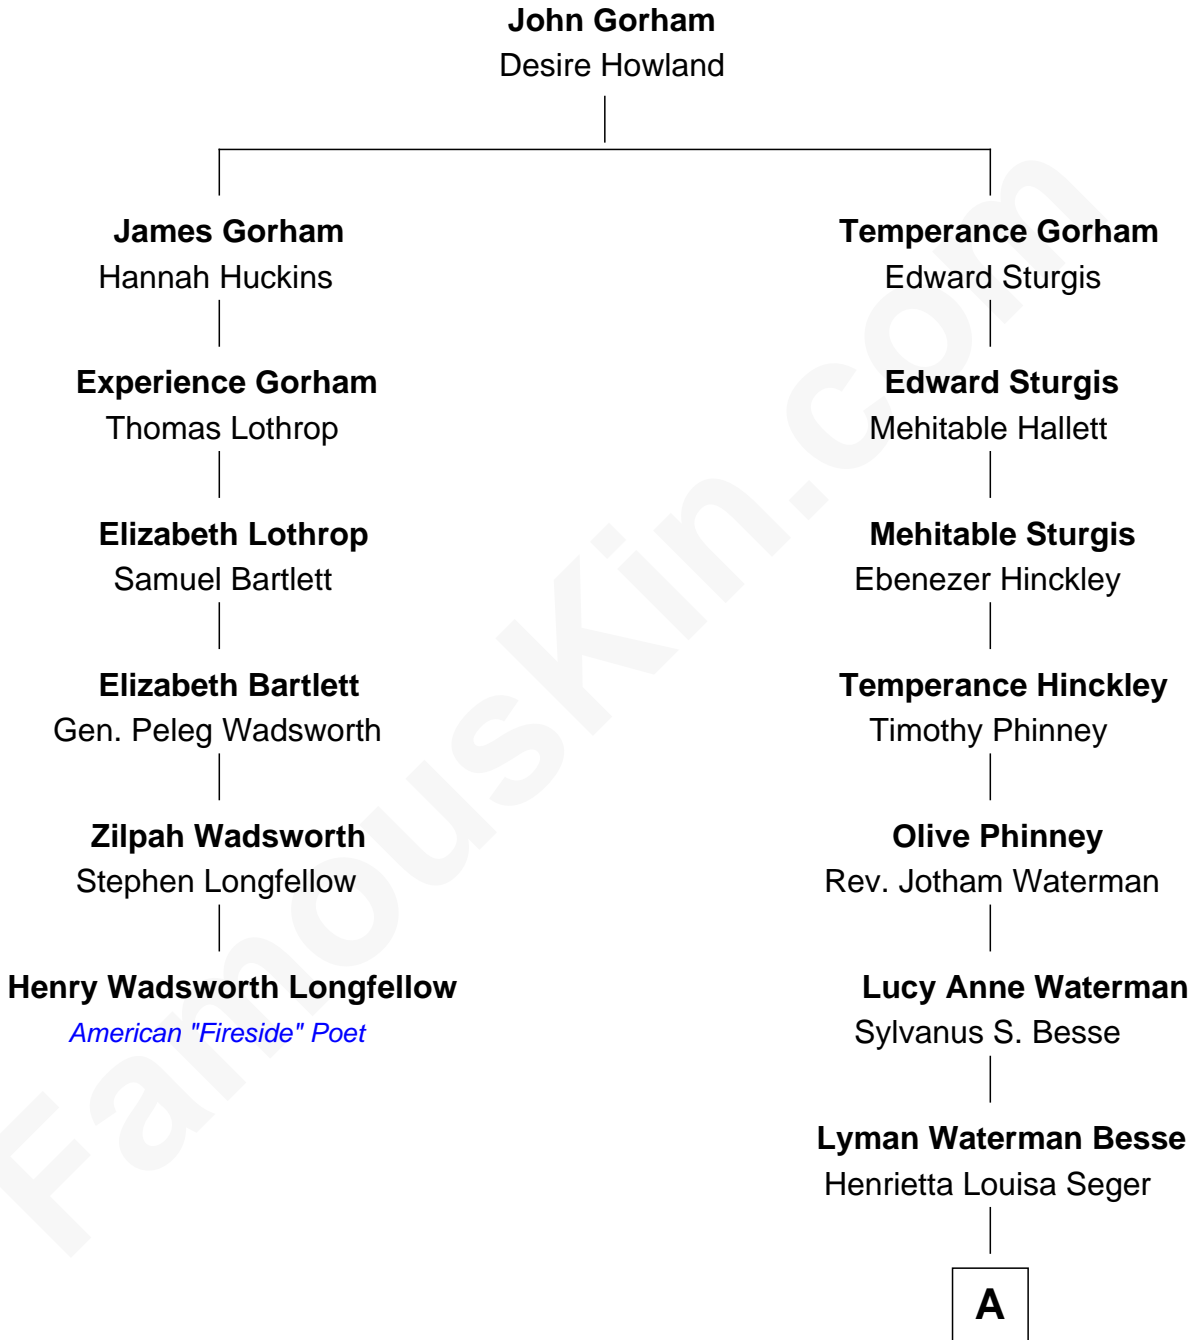 John Gorham
Desire Howland
James Gorham
Hannah Huckins
Experience Gorham
Thomas Lothrop
Elizabeth Lothrop
Samuel Bartlett
Elizabeth Bartlett
Gen. Peleg Wadsworth
Zilpah Wadsworth
Stephen Longfellow
Henry Wadsworth Longfellow
American "Fireside" Poet
Temperance Gorham
Edward Sturgis
Edward Sturgis
Mehitable Hallett
Mehitable Sturgis
Ebenezer Hinckley
Temperance Hinckley
Timothy Phinney
Olive Phinney
Rev. Jotham Waterman
Lucy Anne Waterman
Sylvanus S. Besse
Lyman Waterman Besse
Henrietta Louisa Seger
A
FamousKin.com